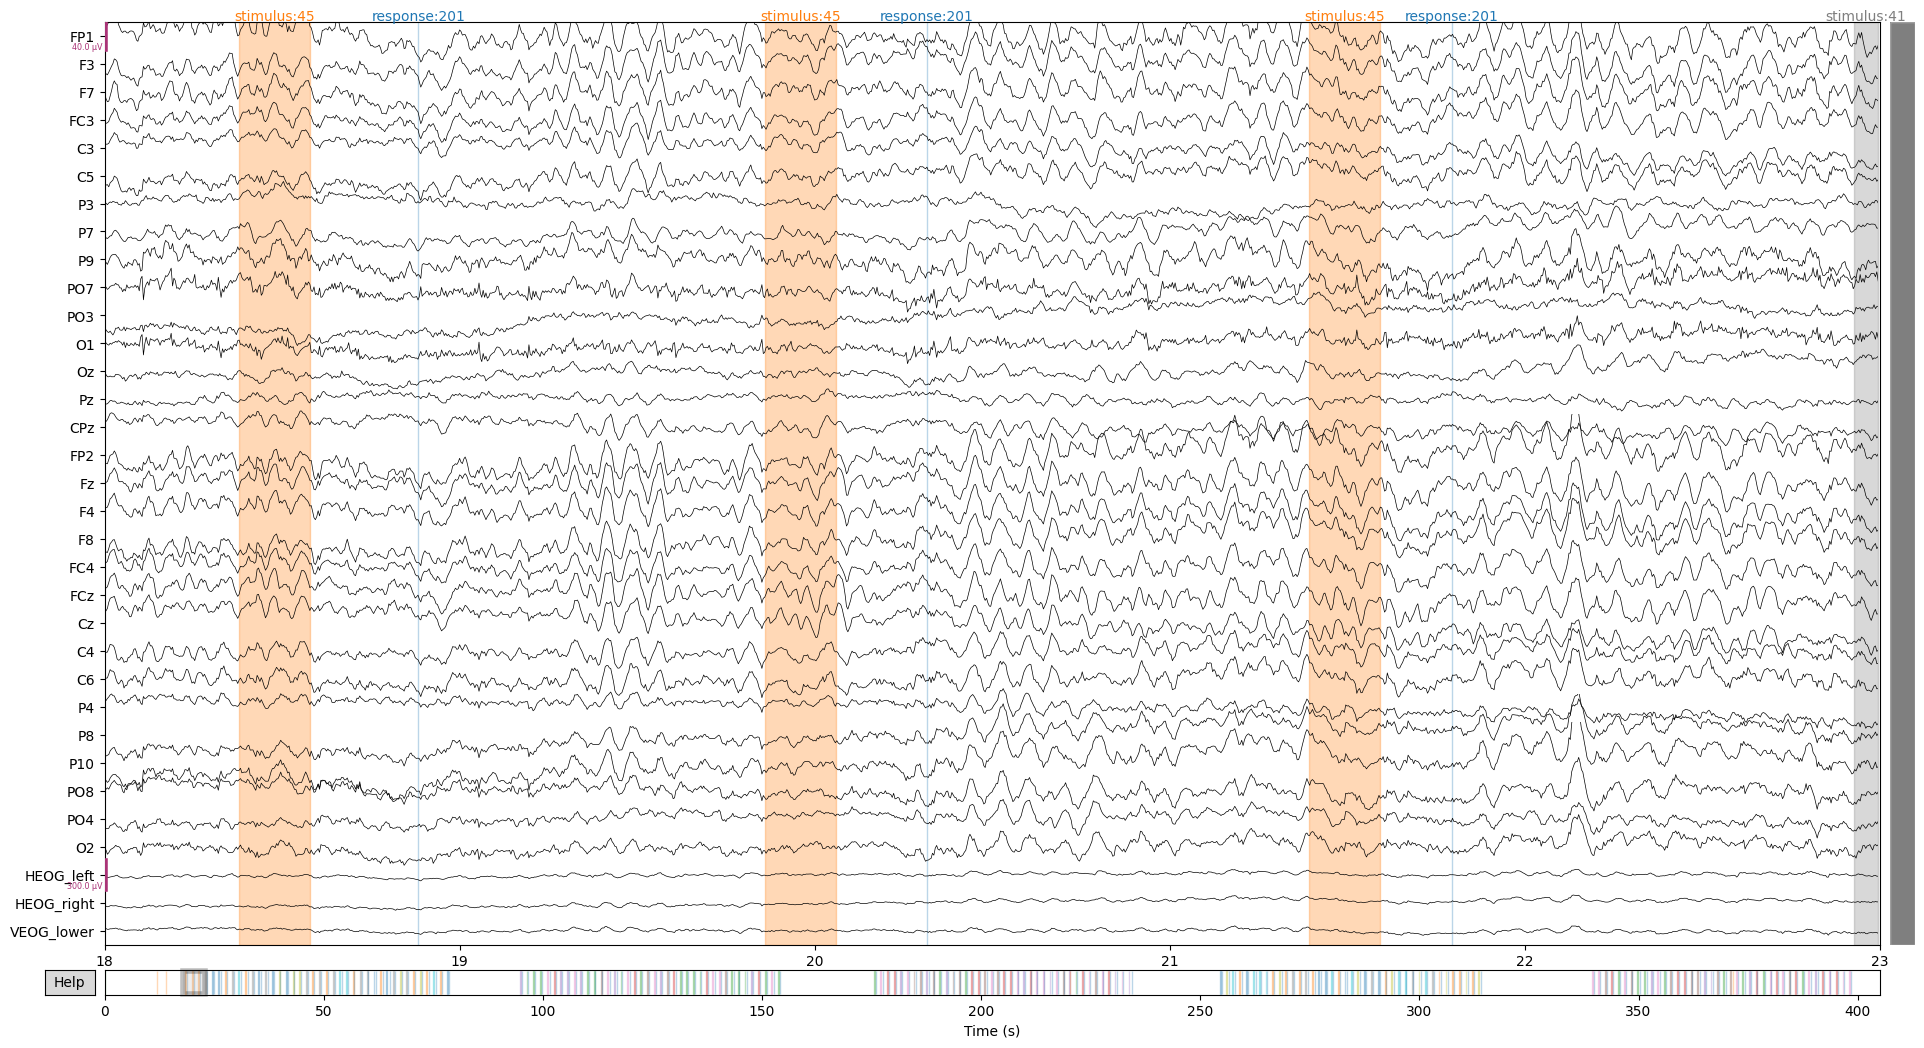 stimulus:45 response:201 stimulus:45 response:201 stimulus:45 response:201 stimulus:41
FP1
40.0 µV
F3
F7
FC3
C3
C5
P3
P7
P9
PO7
PO3
O1
Oz
Pz
CPz
FP2
Fz
F4
F8
FC4
FCz
Cz
C4
C6
P4
P8
P10
PO8
PO4
O2
HEOG_left
300.0 µV
HEOG_right
VEOG_lower
18 19 20 21 22 23
Help
0 50 100 150 200 250 300 350 400
Time (s)